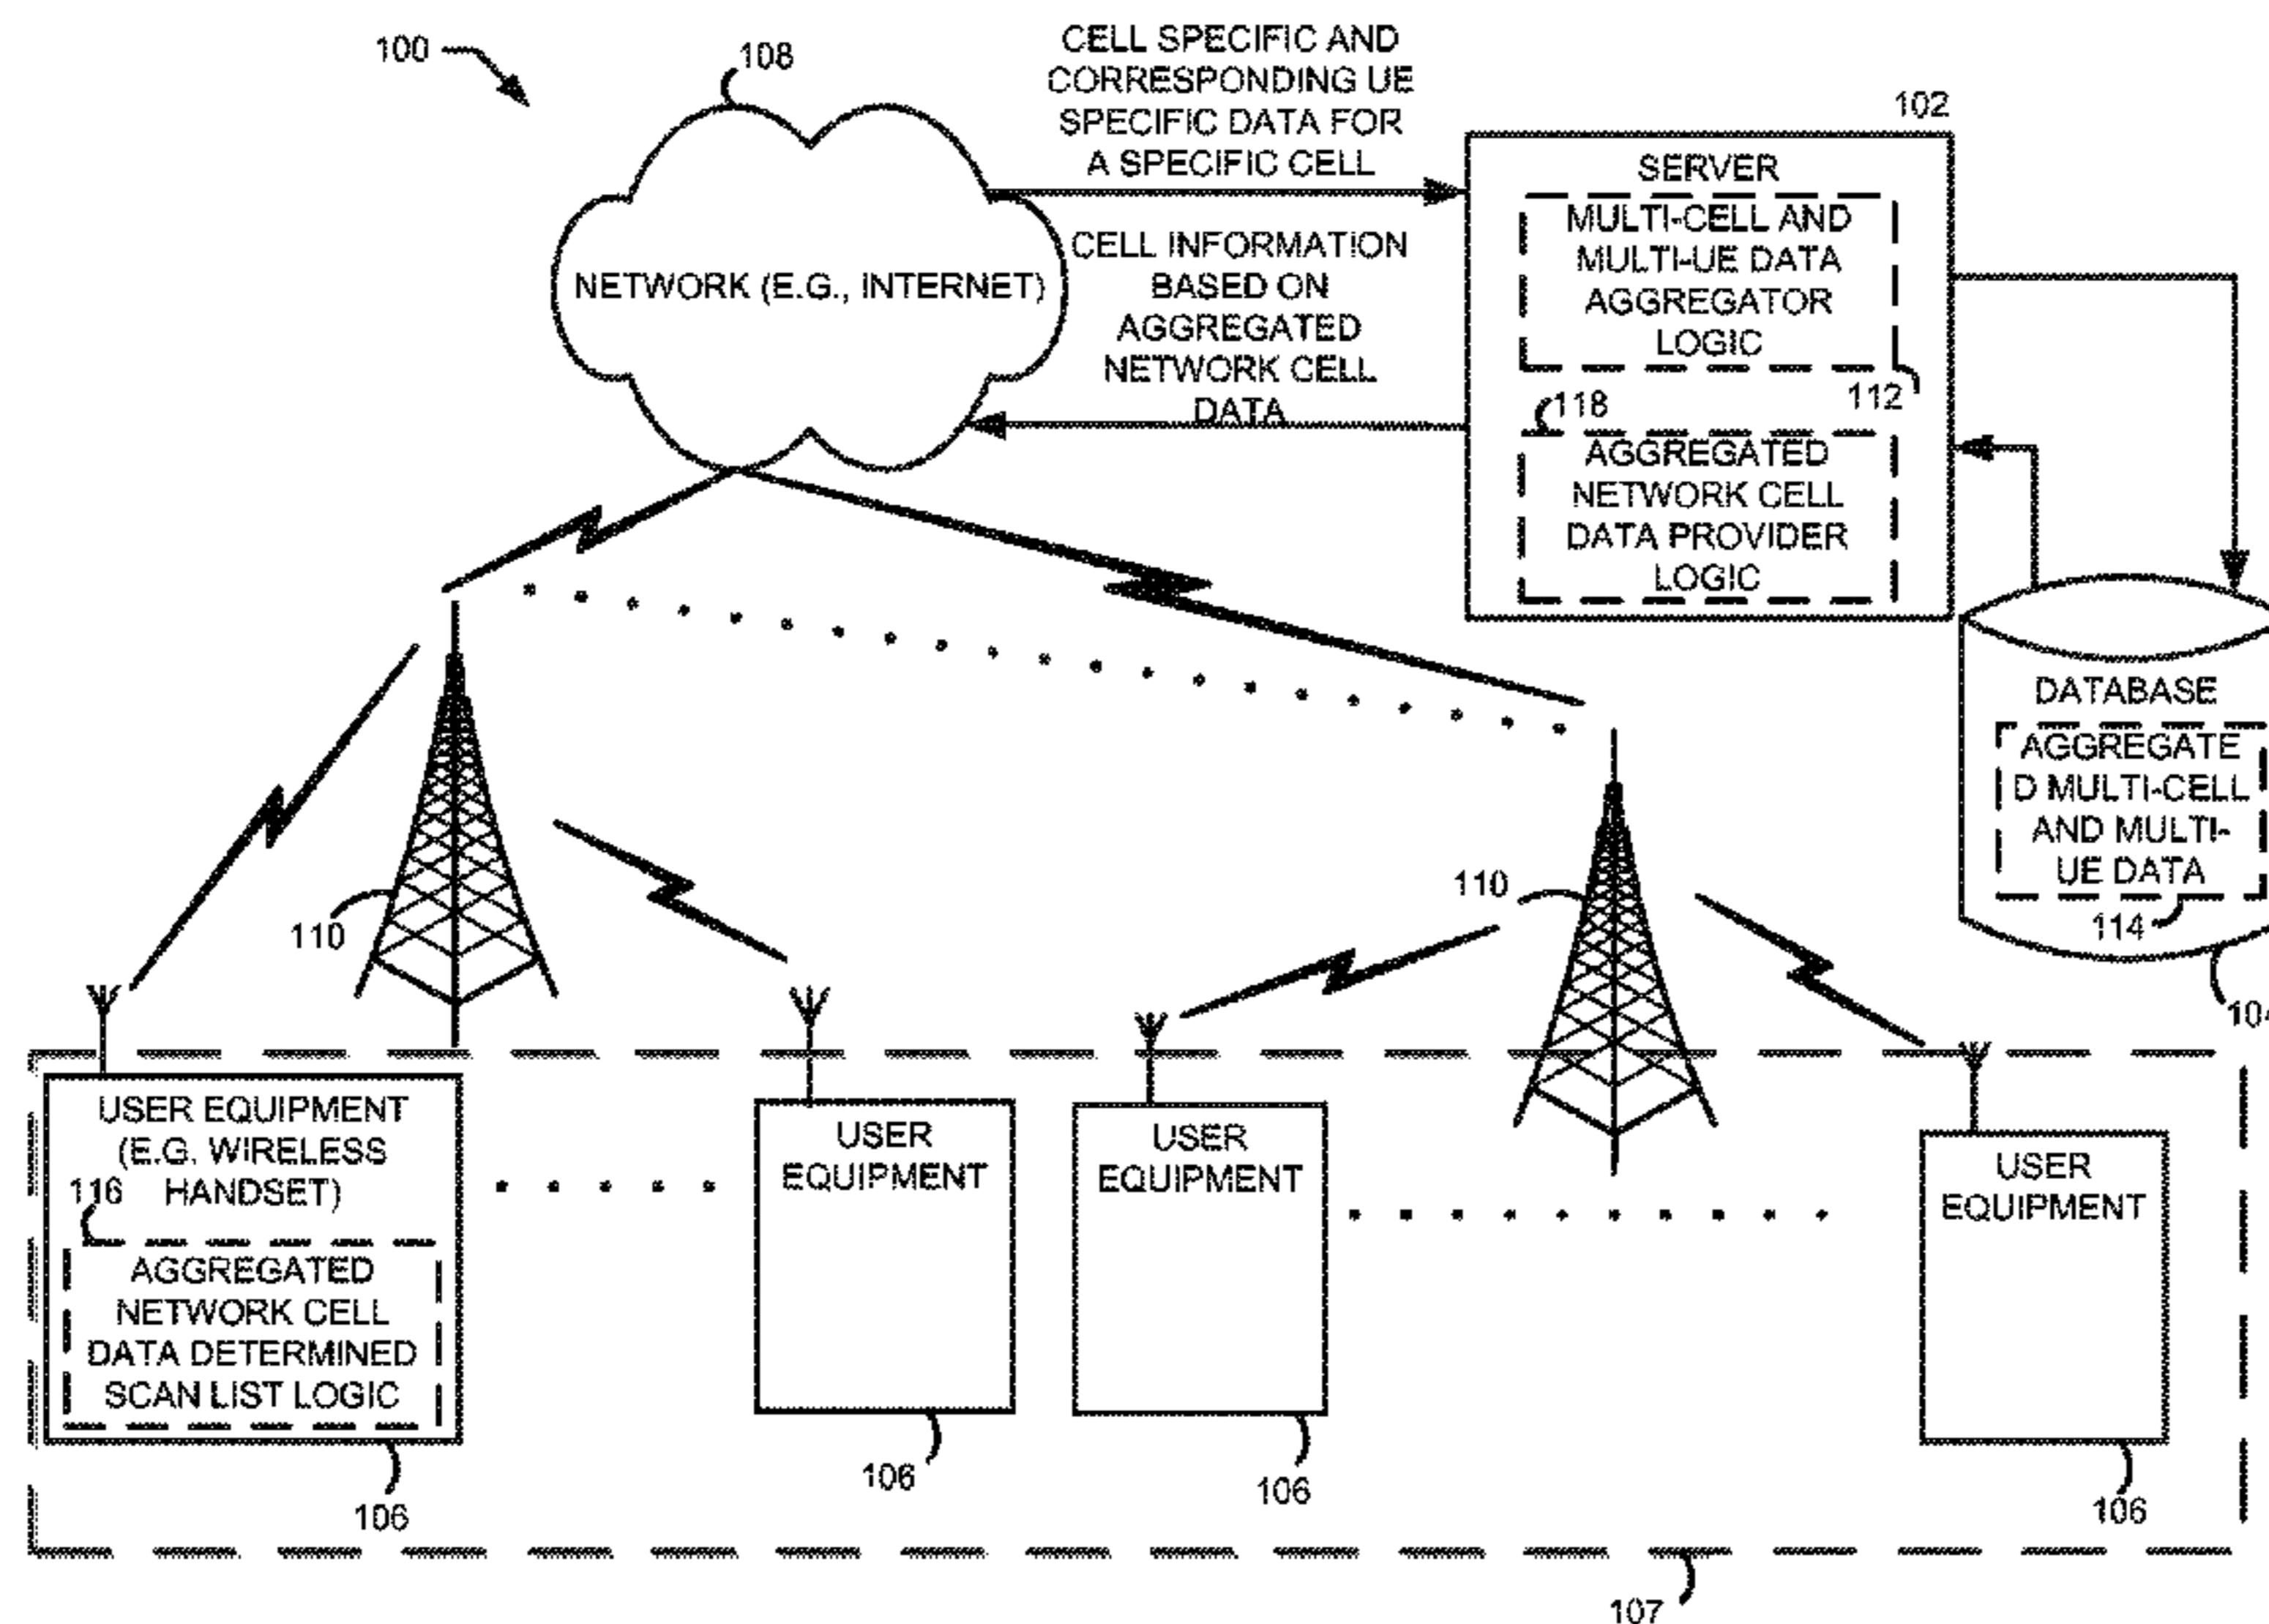 100
108
CELL SPECIFIC AND
CORRESPONDING UE
SPECIFIC DATA FOR
A SPECIFIC CELL
102
SERVER
MULTI-CELL AND
MULTI-UE DATA
AGGREGATOR
LOGIC
112
NETWORK (E.G., INTERNET)
CELL INFORMATION
BASED ON
AGGREGATED
NETWORK CELL
DATA
118
AGGREGATED
NETWORK CELL
DATA PROVIDER
LOGIC
DATABASE
AGGREGATE
D MULTI-CELL
AND MULTI-
UE DATA
114
110
110
USER EQUIPMENT
(E.G. WIRELESS
HANDSET)
116
AGGREGATED
NETWORK CELL
DATA DETERMINED
SCAN LIST LOGIC
106
USER
EQUIPMENT
106
USER
EQUIPMENT
106
USER
EQUIPMENT
106
107